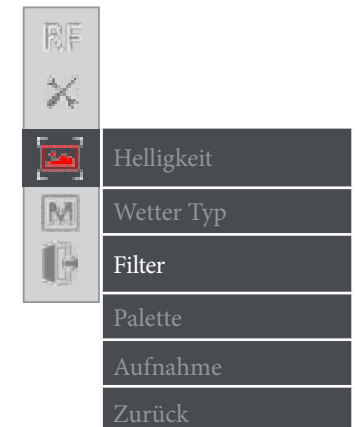 RF
Helligkeit
M
Wetter Typ
Filter
Palette
Aufnahme
Zurück